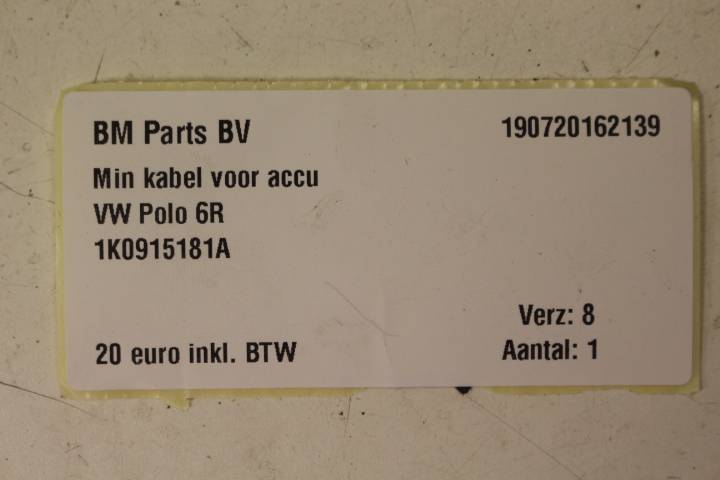 BM Parts BV 190720162139
Min kabel voor accu
VW Polo 6R
1K0915181A
Verz: 8
20 euro inkl. BTW Aantal: 1